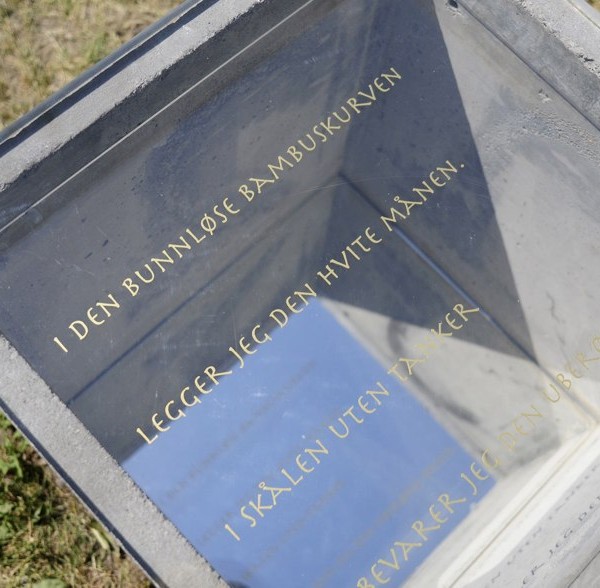 I DEN BUNNLØSE BAMBUSKURVEN
LEGGER JEG DEN HVITE MÅNEN.
I SKÅLEN UTEN TANKER
BEVARER JEG DEN